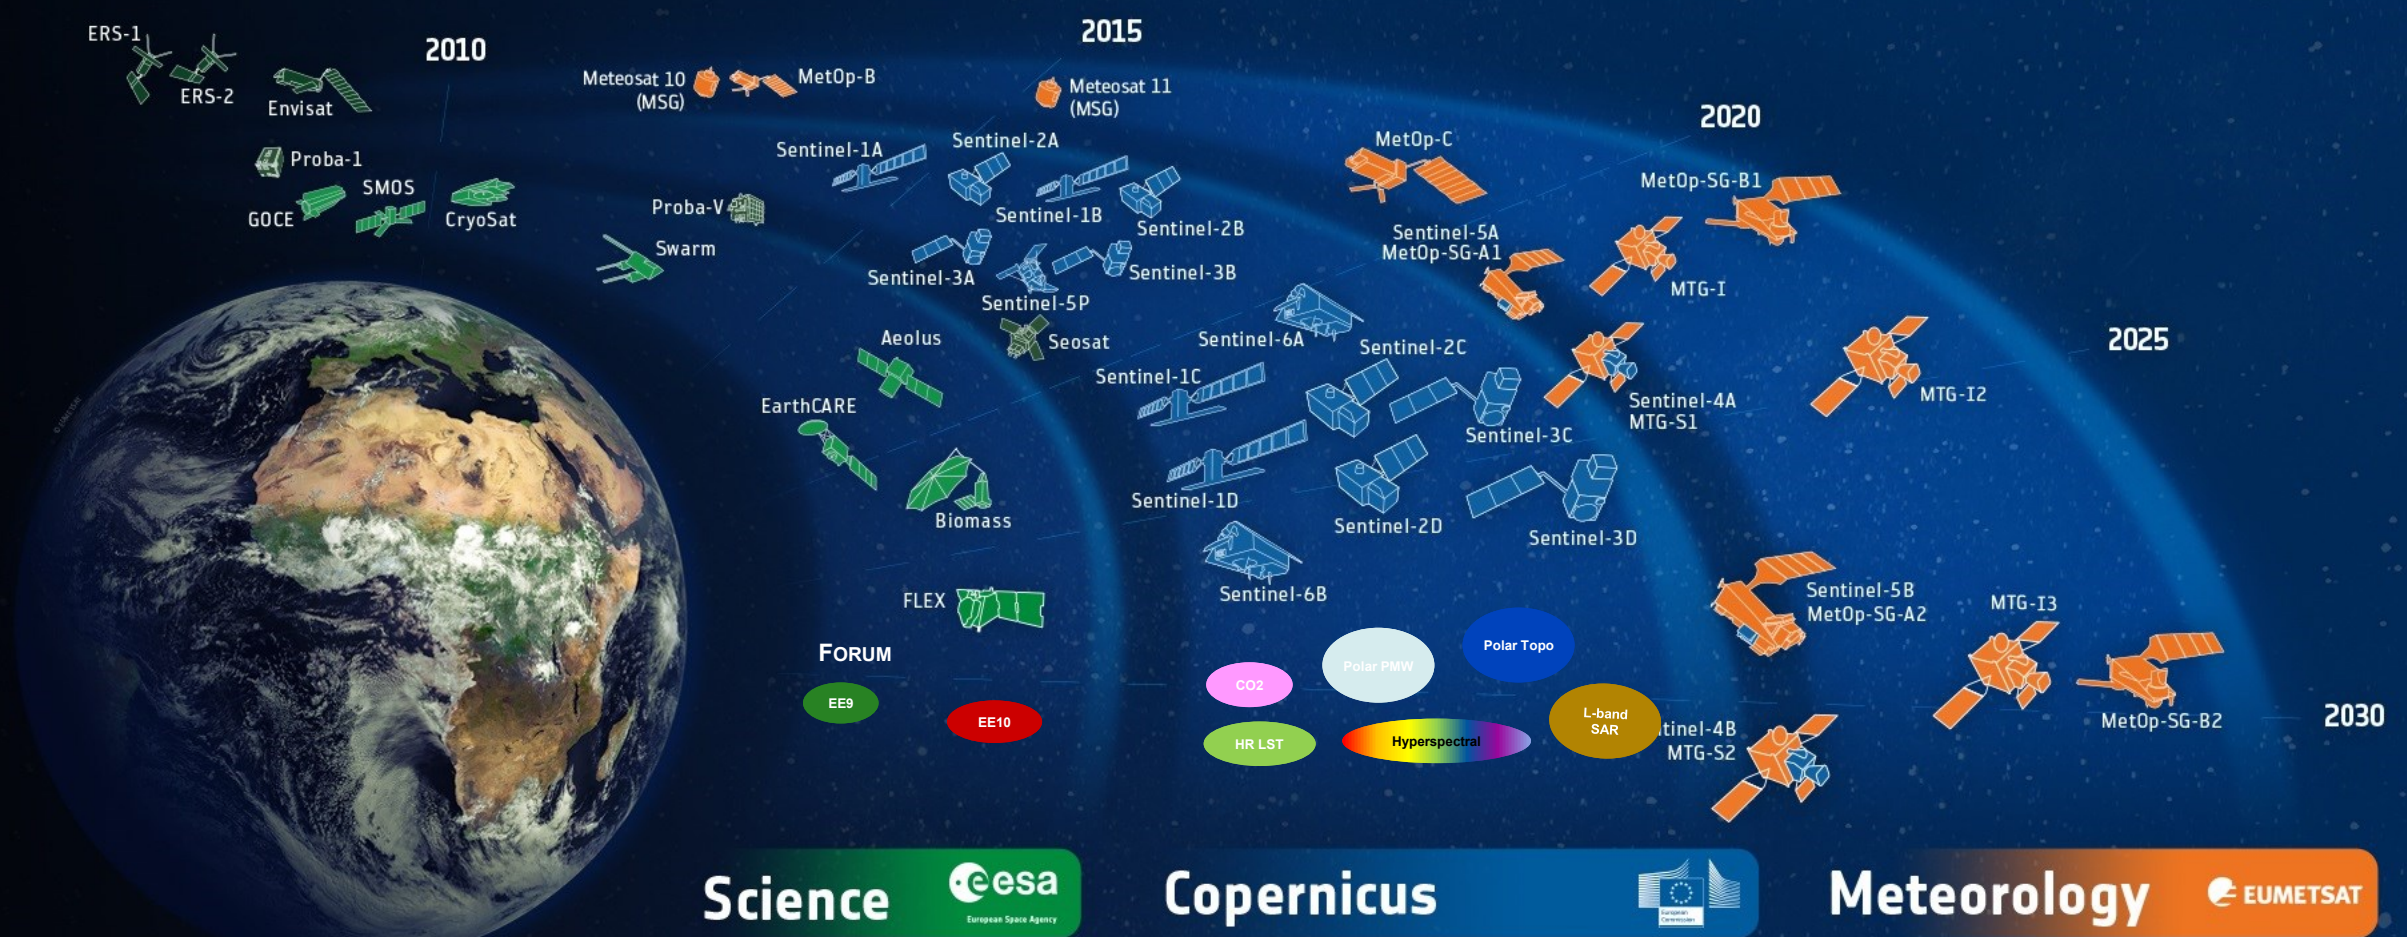 ERS-1
2010
2015
ERS-2
Envisat
Meteosat 10
(MSG)
MetOp-B
Meteosat 11
(MSG)
2020
Proba-1
SMOS
GOCE
CryoSat
Proba-V
Swarm
Sentinel-1A
Sentinel-2A
Sentinel-1B
Sentinel-2B
Sentinel-3A
Sentinel-3B
Sentinel-5P
MetOp-C
MetOp-SG-B1
Sentinel-5A
MetOp-SG-A1
MTG-I
Aeolus
Seosat
Sentinel-6A
Sentinel-2C
2025
Sentinel-1C
EarthCARE
Sentinel-3C
Sentinel-4A
MTG-S1
MTG-I2
© EUMETSAT
Sentinel-1D
Biomass
Sentinel-2D
Sentinel-3D
Sentinel-6B
FLEX
Sentinel-5B
MetOp-SG-A2
MTG-I3
FORUM
Polar PMW
Polar Topo
CO2
EE9
EE10
HR LST
Hyperspectral
L-band
SAR
tinel-4B
MTG-S2
MetOp-SG-B2
2030
Science
esa
European Space Agency
Copernicus
European
Commission
Meteorology
EUMETSAT